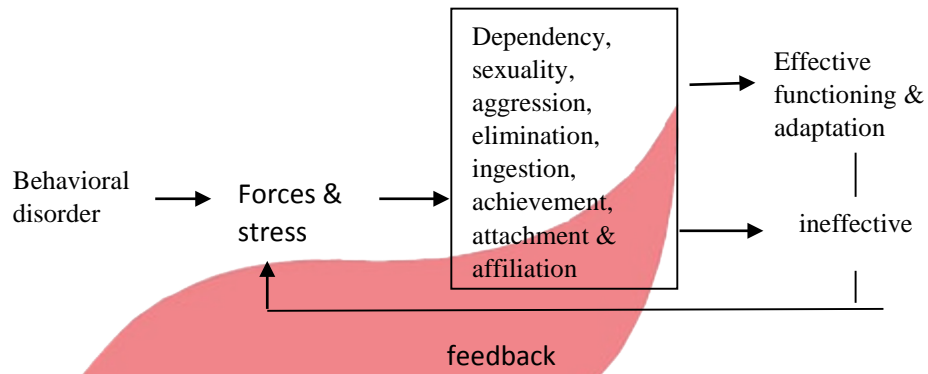 Behavioral
disorder
Forces &
stress
Dependency,
sexuality,
aggression,
elimination,
ingestion,
achievement,
attachment &
affiliation
Effective
functioning &
adaptation
ineffective
feedback